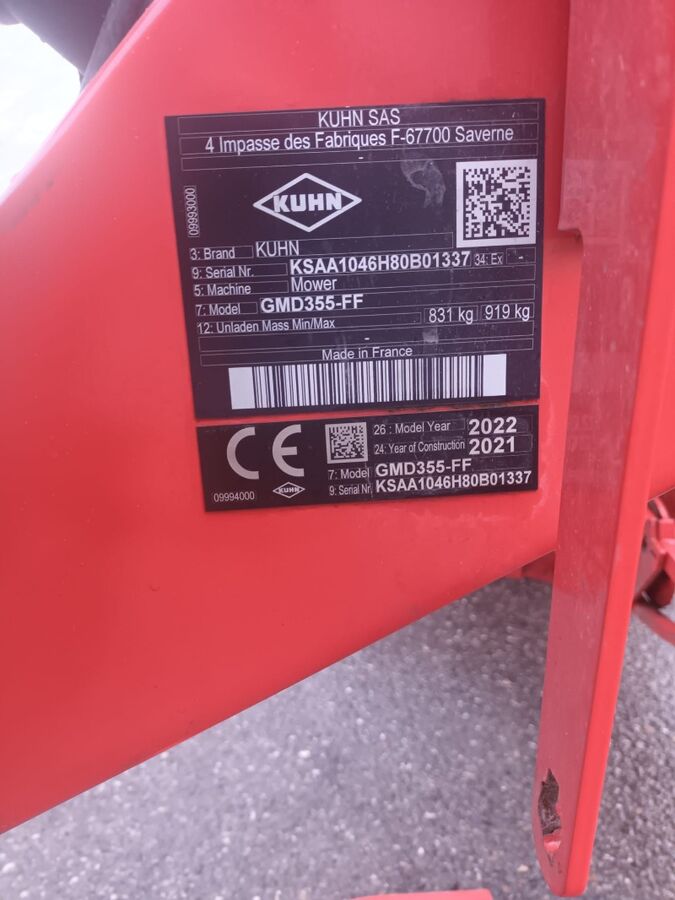 KUHN SAS
4 Impasse des Fabriques F-67700 Saverne
-
09993000
KUHN
3: Brand KUHN
9: Serial Nr. KSAA1046H80B01337 34: Ex -
5: Machine Mower
7: Model GMD355-FF
12: Unladen Mass Min/Max 831 kg 919 kg
-
Made in France
CE
26 : Model Year 2022
24: Year of Construction 2021
7: Model GMD355-FF
09994000 KUHN 9: Serial Nr. KSAA1046H80B01337